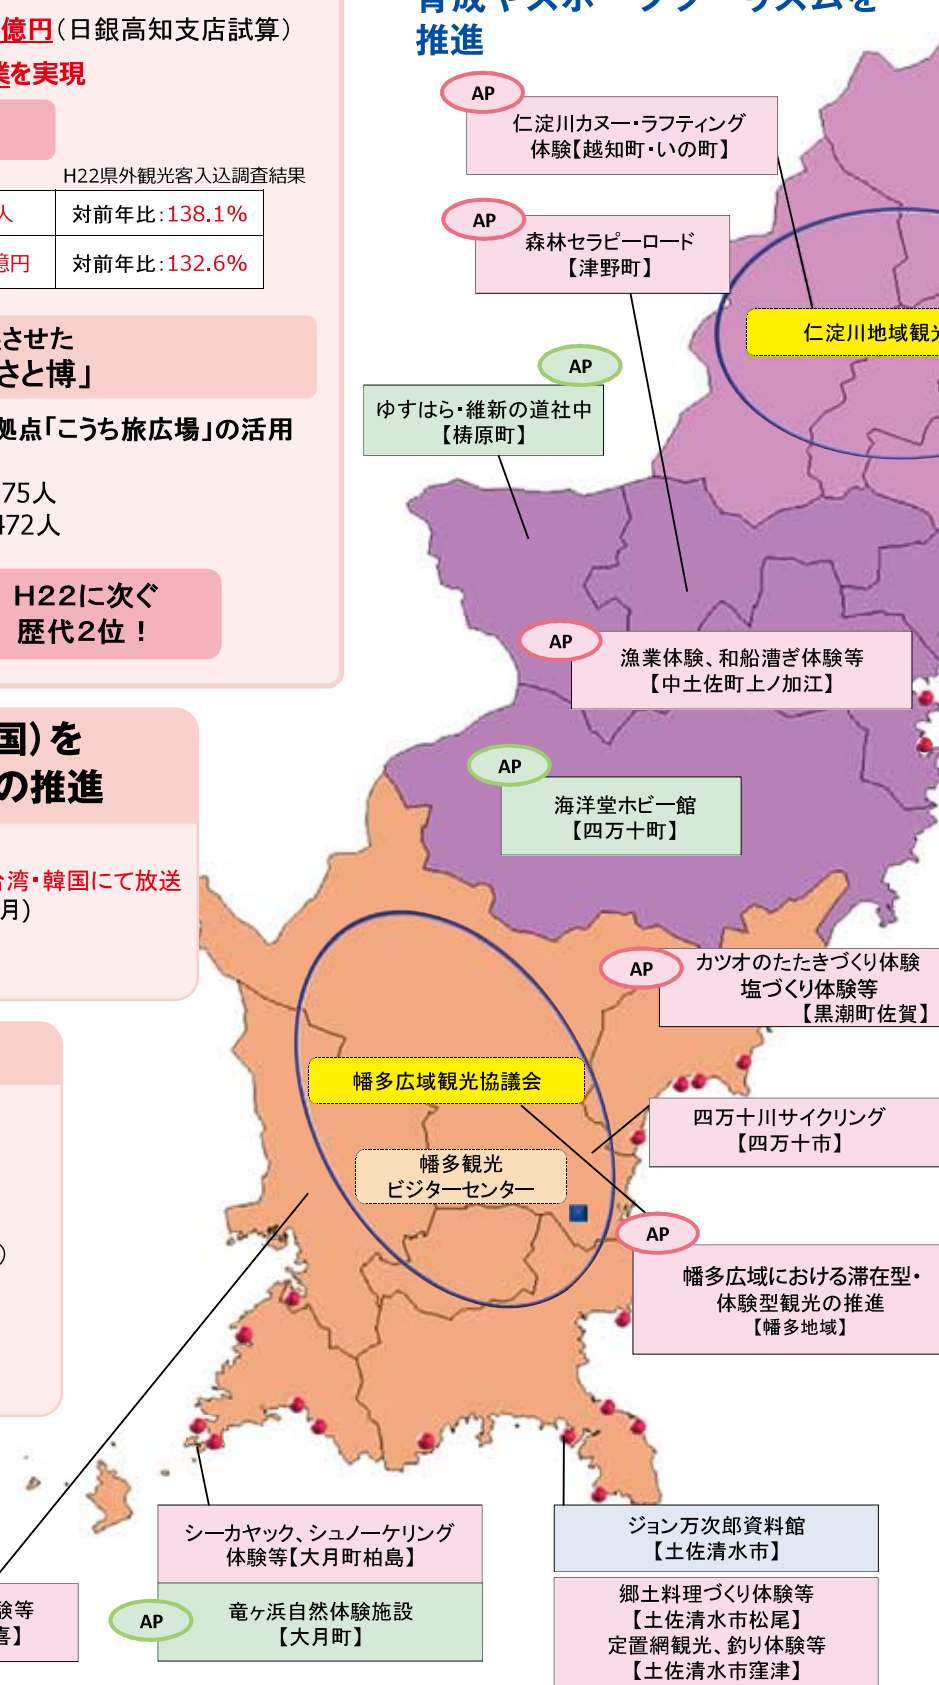 億円(日銀高知支店試算)
業を実現
H22県外観光客入込調査結果
人
対前年比:138.1%
億円
対前年比:132.6%
させた
さと博」
拠点「こうち旅広場」の活用
75人
472人
H22に次ぐ
歴代2位!
国)を
の推進
台湾・韓国にて放送
月)
)
育成やスポーツツーリズムを
推進
AP
仁淀川カヌー・ラフティング
体験【越知町・いの町】
AP
森林セラピーロード
【津野町】
仁淀川地域観光
AP
ゆすはら・維新の道社中
【梼原町】
AP
漁業体験、和船漕ぎ体験等
【中土佐町上ノ加江】
AP
海洋堂ホビー館
【四万十町】
AP
カツオのたたきづくり体験
塩づくり体験等
【黒潮町佐賀】
幡多広域観光協議会
四万十川サイクリング
【四万十市】
幡多観光
ビジターセンター
AP
幡多広域における滞在型・
体験型観光の推進
【幡多地域】
シーカヤック、シュノーケリング
体験等【大月町柏島】
AP
竜ヶ浜自然体験施設
【大月町】
験等
喜】
ジョン万次郎資料館
【土佐清水市】
郷土料理づくり体験等
【土佐清水市松尾】
定置網観光、釣り体験等
【土佐清水市窪津】